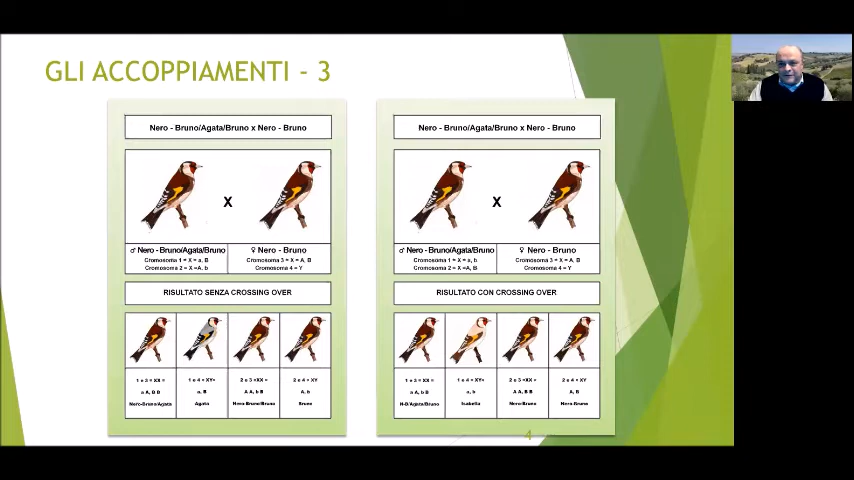 GLI ACCOPPIAMENTI - 3
Nero - Bruno/Agata/Bruno x Nero - Bruno
X
♂ Nero - Bruno/Agata/Bruno
Cromosoma 1 = X = a, B
Cromosoma 2 = X =A, b
♀ Nero - Bruno
Cromosoma 3 = X = A, B
Cromosoma 4 = Y
RISULTATO SENZA CROSSING OVER
1 e 3 = XX =
a A, B B
Nero-Bruno/Agata
1 e 4 = XY=
a, B
Agata
2 e 3 =XX =
A A, b B
Nero-Bruno/Bruno
2 e 4 = XY
A, b
Bruno
Nero - Bruno/Agata/Bruno x Nero - Bruno
X
♂ Nero - Bruno/Agata/Bruno
Cromosoma 1 = X = a, b
Cromosoma 2 = X =A, B
♀ Nero - Bruno
Cromosoma 3 = X = A, B
Cromosoma 4 = Y
RISULTATO CON CROSSING OVER
1 e 3 = XX =
a A, b B
N-B/Agata/Bruno
1 e 4 = XY=
a, b
Isabella
2 e 3 =XX =
A A, B B
Nero/Bruno
2 e 4 = XY
A, B
Nero-Bruno
4